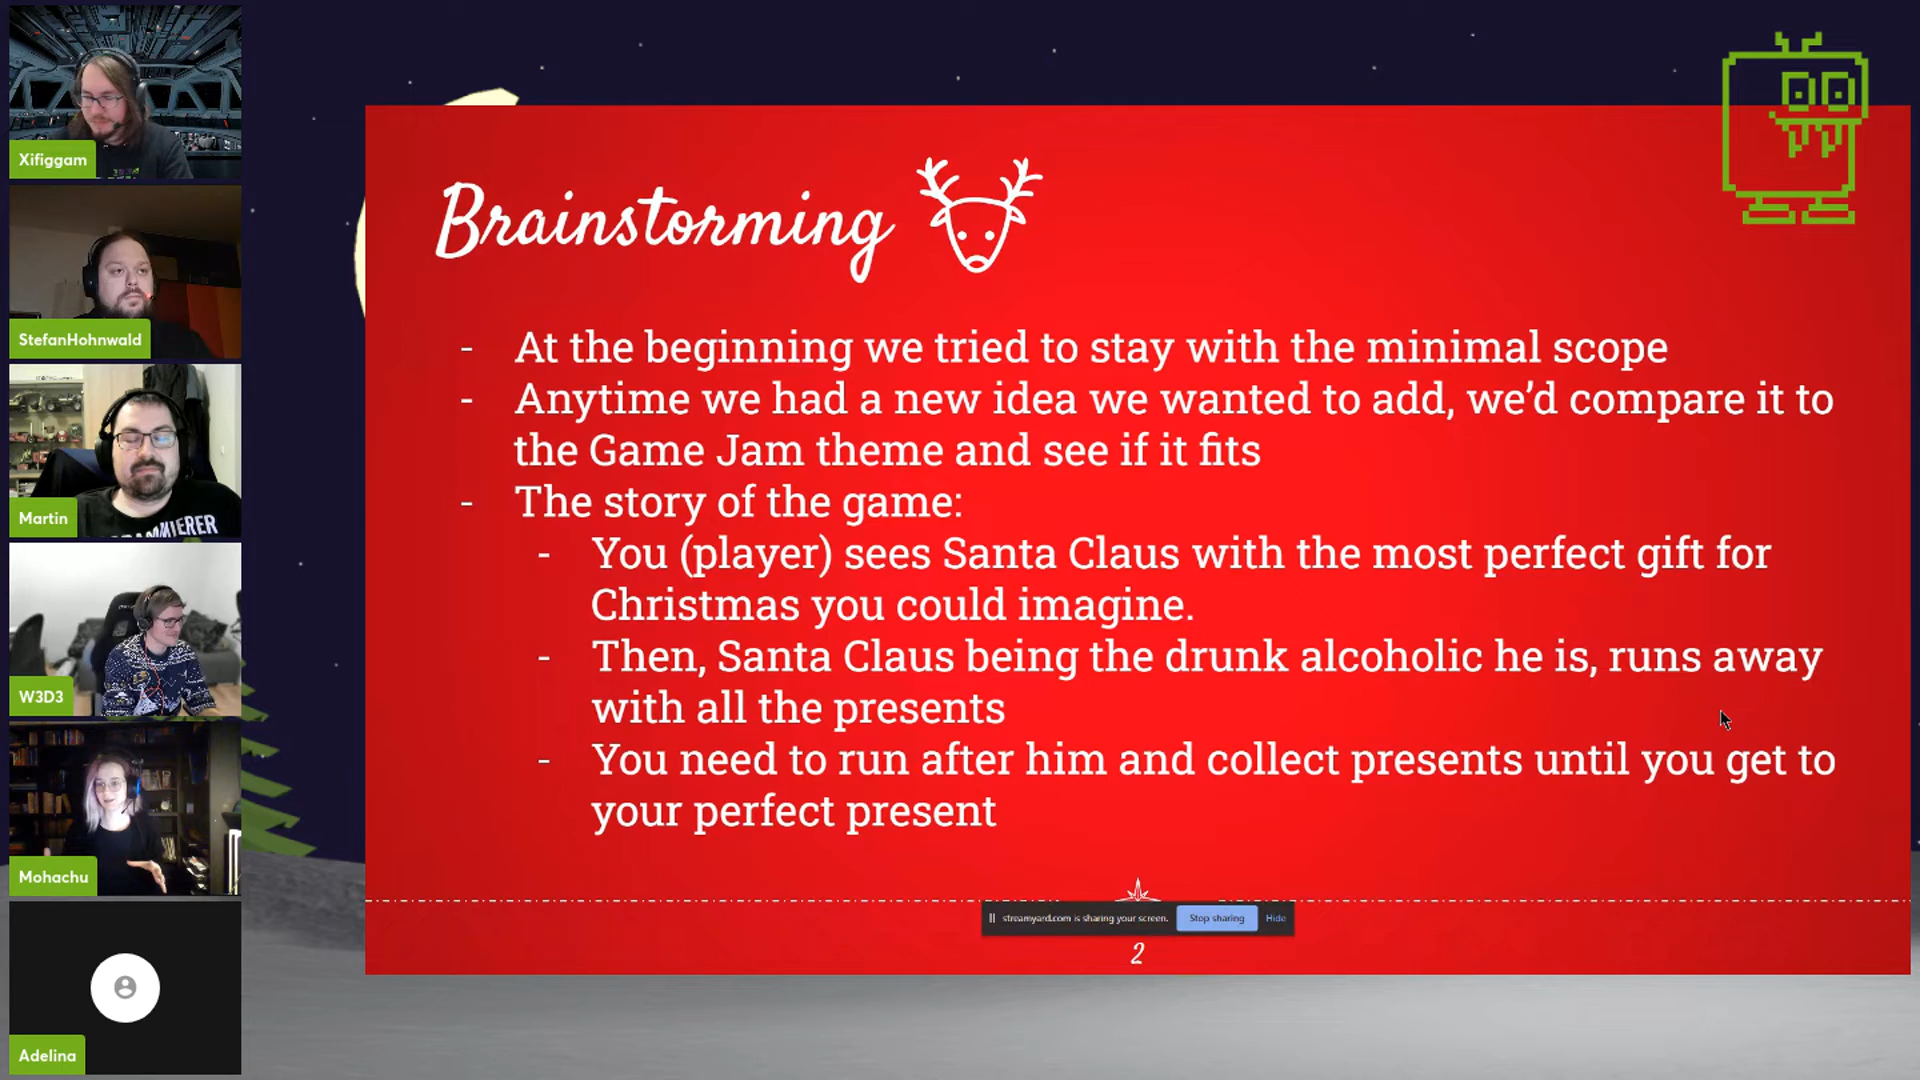 Xifiggam
StefanHohnwald
Martin
RAMMIERER
W3D3
Mohachu
Adelina
Brainstorming
- At the beginning we tried to stay with the minimal scope
- Anytime we had a new idea we wanted to add, we’d compare it to
the Game Jam theme and see if it fits
- The story of the game:
- You (player) sees Santa Claus with the most perfect gift for
Christmas you could imagine.
- Then, Santa Claus being the drunk alcoholic he is, runs away
with all the presents
- You need to run after him and collect presents until you get to
your perfect present
streamyard.com is sharing your screen. Stop sharing Hide
2